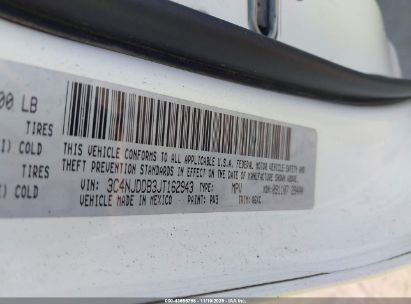 00 LB
TIRES
I) COLD
TIRES
I) COLD
THIS VEHICLE CONFORMS TO ALL APPLICABLE U.S.A. FEDERAL MOTOR VEHICLE SAFETY AND
THEFT PREVENTION STANDARDS IN EFFECT ON THE DATE OF MANUFACTURE SHOWN ABOVE.
VIN: 3C4NJDDB3JT162943 TYPE: MPV
VEHICLE MADE IN MEXICO PAINT: PW3 TRIM: